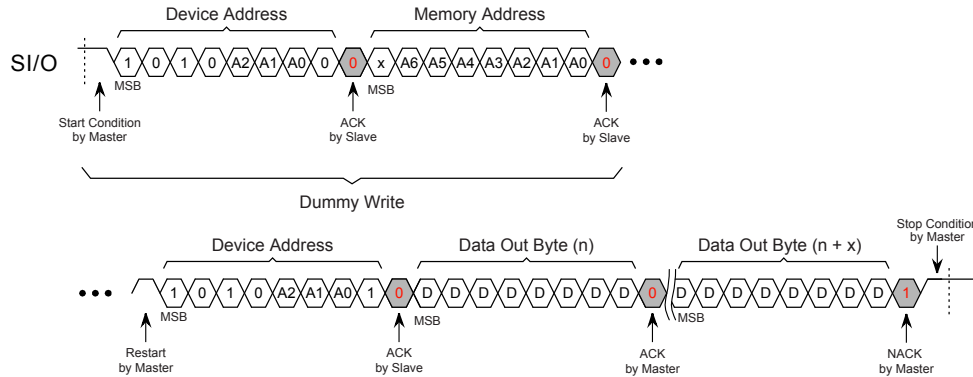 Device Address
Memory Address
SI/O
1 0 1 0 A2 A1 A0 0 0 x A6 A5 A4 A3 A2 A1 A0 0
MSB
MSB
Start Condition
by Master
ACK
by Slave
ACK
by Slave
Dummy Write
Stop Condition
by Master
Device Address
Data Out Byte (n)
Data Out Byte (n + x)
1 0 1 0 A2 A1 A0 1 0 D D D D D D D D 0 D D D D D D D D 1
MSB
MSB
MSB
Restart
by Master
ACK
by Slave
ACK
by Master
NACK
by Master